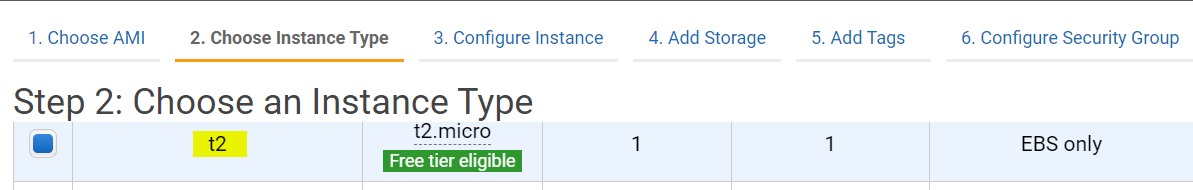 1. Choose AMI 2. Choose Instance Type 3. Configure Instance 4. Add Storage 5. Add Tags 6. Configure Security Group
Step 2: Choose an Instance Type
t2 t2.micro 1 1 EBS only
Free tier eligible